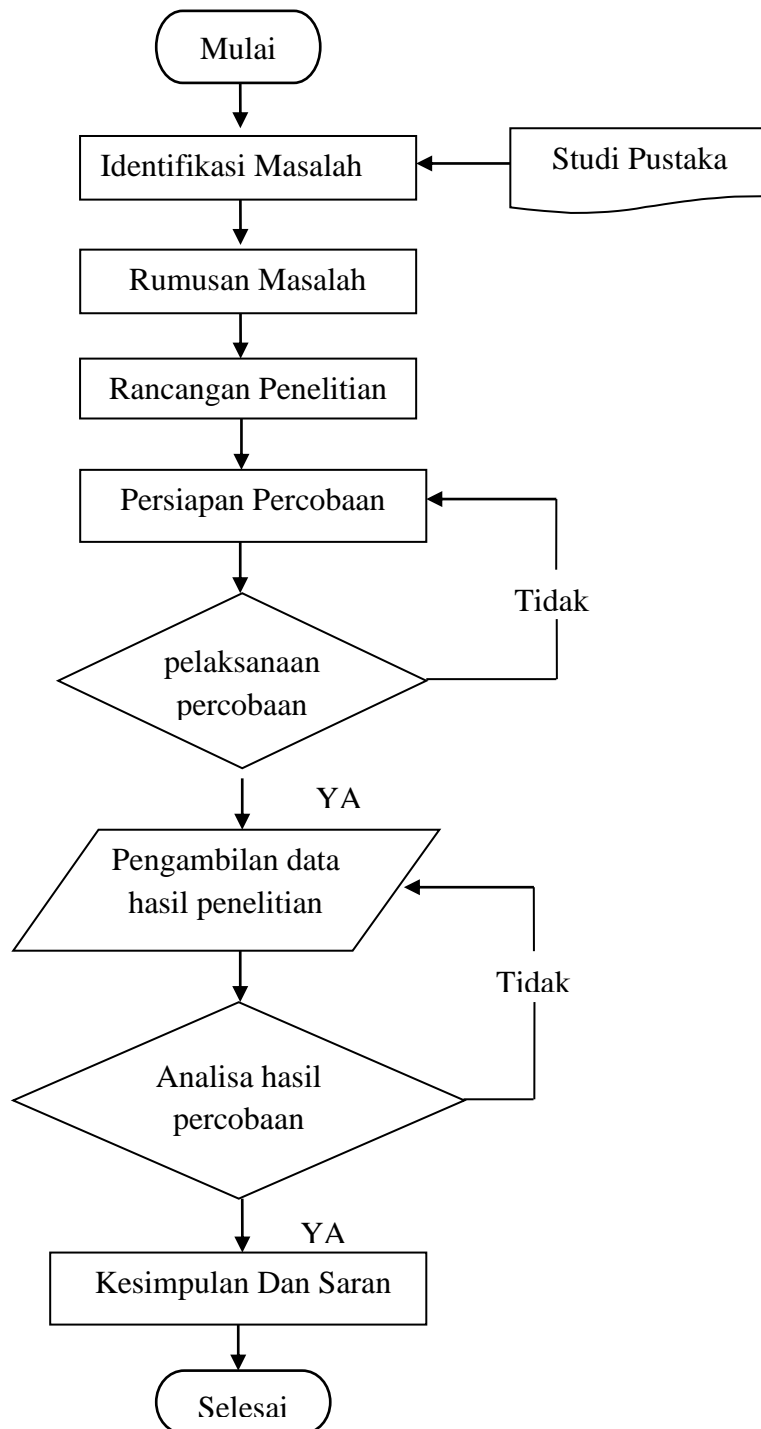 Mulai
Identifikasi Masalah
Studi Pustaka
Rumusan Masalah
Rancangan Penelitian
Persiapan Percobaan
Tidak
pelaksanaan
percobaan
YA
Pengambilan data
hasil penelitian
Tidak
Analisa hasil
percobaan
YA
Kesimpulan Dan Saran
Selesai